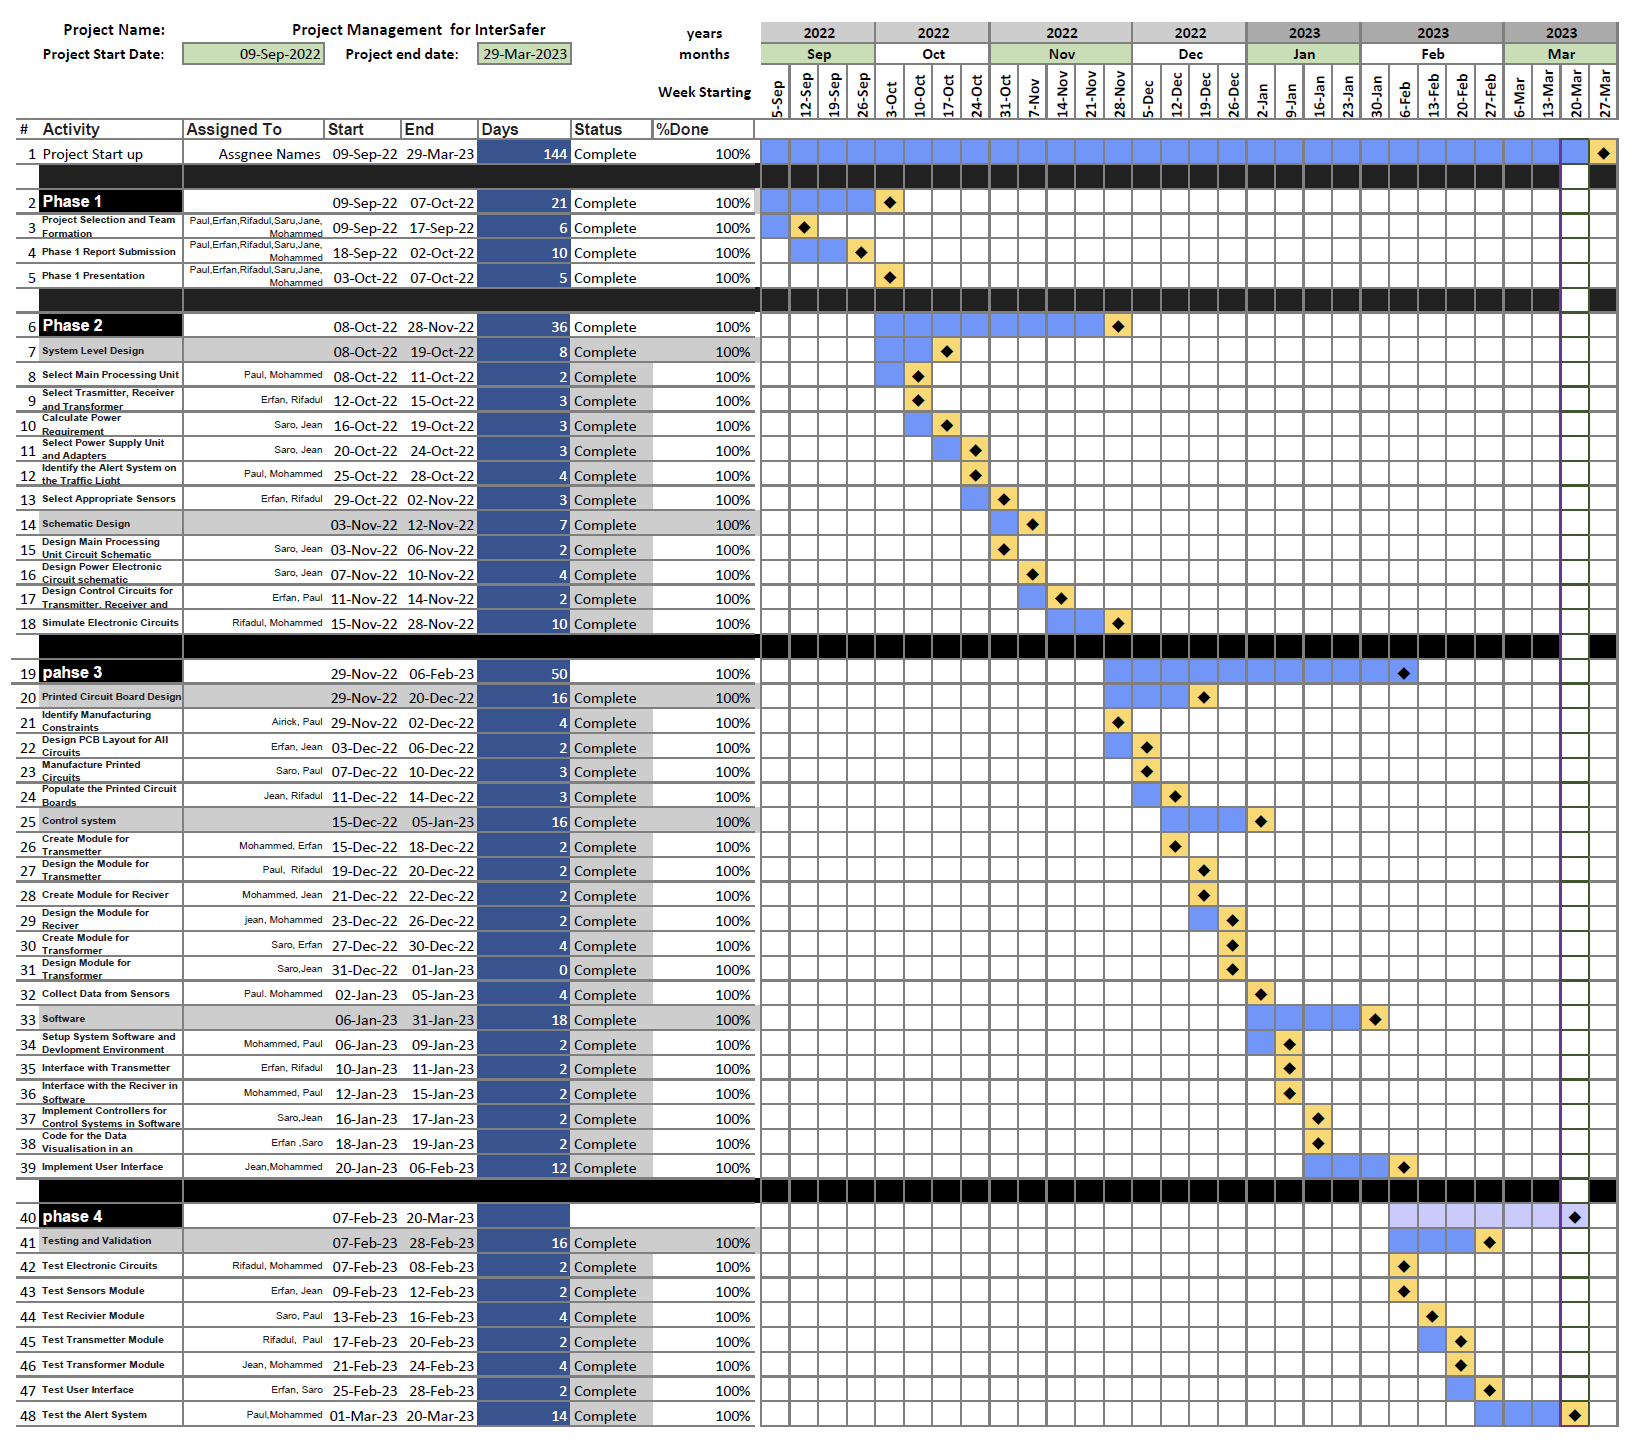 Project Name: Project Management for InterSafer years 2022 2022 2022 2022 2023 2023 2023
Project Start Date: 09-Sep-2022 Project end date: 29-Mar-2023 months Sep Oct Nov Dec Jan Feb Mar
Week Starting 5-Sep 12-Sep 19-Sep 26-Sep 3-Oct 10-Oct 17-Oct 24-Oct 31-Oct 7-Nov 14-Nov 21-Nov 28-Nov 5-Dec 12-Dec 19-Dec 26-Dec 2-Jan 9-Jan 16-Jan 23-Jan 30-Jan 6-Feb 13-Feb 20-Feb 27-Feb 6-Mar 13-Mar 20-Mar 27-Mar
# Activity Assigned To Start End Days Status %Done
1 Project Start up Assgnee Names 09-Sep-22 29-Mar-23 144 Complete 100%
2 Phase 1 09-Sep-22 07-Oct-22 21 Complete 100%
3 Project Selection and Team Formation Paul,Erfan,Rifadul,Saru,Jane, Mohammed 09-Sep-22 17-Sep-22 6 Complete 100%
4 Phase 1 Report Submission Paul,Erfan,Rifadul,Saru,Jane, Mohammed 18-Sep-22 02-Oct-22 10 Complete 100%
5 Phase 1 Presentation Paul,Erfan,Rifadul,Saru,Jane, Mohammed 03-Oct-22 07-Oct-22 5 Complete 100%
6 Phase 2 08-Oct-22 28-Nov-22 36 Complete 100%
7 System Level Design 08-Oct-22 19-Oct-22 8 Complete 100%
8 Select Main Processing Unit Paul, Mohammed 08-Oct-22 11-Oct-22 2 Complete 100%
9 Select Trasmitter, Receiver and Transformer Erfan, Rifadul 12-Oct-22 15-Oct-22 3 Complete 100%
10 Calculate Power Requirement Saro, Jean 16-Oct-22 19-Oct-22 3 Complete 100%
11 Select Power Supply Unit and Adapters Saro, Jean 20-Oct-22 24-Oct-22 3 Complete 100%
12 Identify the Alert System on the Traffic Light Paul, Mohammed 25-Oct-22 28-Oct-22 4 Complete 100%
13 Select Appropriate Sensors Erfan, Rifadul 29-Oct-22 02-Nov-22 3 Complete 100%
14 Schematic Design 03-Nov-22 12-Nov-22 7 Complete 100%
15 Design Main Processing Unit Circuit Schematic Saro, Jean 03-Nov-22 06-Nov-22 2 Complete 100%
16 Design Power Electronic Circuit schematic Saro, Jean 07-Nov-22 10-Nov-22 4 Complete 100%
17 Design Control Circuits for Transmitter, Receiver and Erfan, Paul 11-Nov-22 14-Nov-22 2 Complete 100%
18 Simulate Electronic Circuits Rifadul, Mohammed 15-Nov-22 28-Nov-22 10 Complete 100%
19 pahse 3 29-Nov-22 06-Feb-23 50 100%
20 Printed Circuit Board Design 29-Nov-22 20-Dec-22 16 Complete 100%
21 Identify Manufacturing Constraints Airick, Paul 29-Nov-22 02-Dec-22 4 Complete 100%
22 Design PCB Layout for All Circuits Erfan, Jean 03-Dec-22 06-Dec-22 2 Complete 100%
23 Manufacture Printed Circuits Saro, Paul 07-Dec-22 10-Dec-22 3 Complete 100%
24 Populate the Printed Circuit Boards Jean, Rifadul 11-Dec-22 14-Dec-22 3 Complete 100%
25 Control system 15-Dec-22 05-Jan-23 16 Complete 100%
26 Create Module for Transmetter Mohammed, Erfan 15-Dec-22 18-Dec-22 2 Complete 100%
27 Design the Module for Transmetter Paul, Rifadul 19-Dec-22 20-Dec-22 2 Complete 100%
28 Create Module for Reciver Mohammed, Jean 21-Dec-22 22-Dec-22 2 Complete 100%
29 Design the Module for Reciver jean, Mohammed 23-Dec-22 26-Dec-22 2 Complete 100%
30 Create Module for Transformer Saro, Erfan 27-Dec-22 30-Dec-22 4 Complete 100%
31 Design Module for Transformer Saro,Jean 31-Dec-22 01-Jan-23 0 Complete 100%
32 Collect Data from Sensors Paul. Mohammed 02-Jan-23 05-Jan-23 4 Complete 100%
33 Software 06-Jan-23 31-Jan-23 18 Complete 100%
34 Setup System Software and Devlopment Environment Mohammed, Paul 06-Jan-23 09-Jan-23 2 Complete 100%
35 Interface with Transmetter Erfan, Rifadul 10-Jan-23 11-Jan-23 2 Complete 100%
36 Interface with the Reciver in Software Mohammed, Paul 12-Jan-23 15-Jan-23 2 Complete 100%
37 Implement Controllers for Control Systems in Software Saro,Jean 16-Jan-23 17-Jan-23 2 Complete 100%
38 Code for the Data Visualisation in an Erfan ,Saro 18-Jan-23 19-Jan-23 2 Complete 100%
39 Implement User Interface Jean,Mohammed 20-Jan-23 06-Feb-23 12 Complete 100%
40 phase 4 07-Feb-23 20-Mar-23
41 Testing and Validation 07-Feb-23 28-Feb-23 16 Complete 100%
42 Test Electronic Circuits Rifadul, Mohammed 07-Feb-23 08-Feb-23 2 Complete 100%
43 Test Sensors Module Erfan, Jean 09-Feb-23 12-Feb-23 2 Complete 100%
44 Test Recivier Module Saro, Paul 13-Feb-23 16-Feb-23 4 Complete 100%
45 Test Transmetter Module Rifadul, Paul 17-Feb-23 20-Feb-23 2 Complete 100%
46 Test Transformer Module Jean, Mohammed 21-Feb-23 24-Feb-23 4 Complete 100%
47 Test User Interface Erfan, Saro 25-Feb-23 28-Feb-23 2 Complete 100%
48 Test the Alert System Paul,Mohammed 01-Mar-23 20-Mar-23 14 Complete 100%